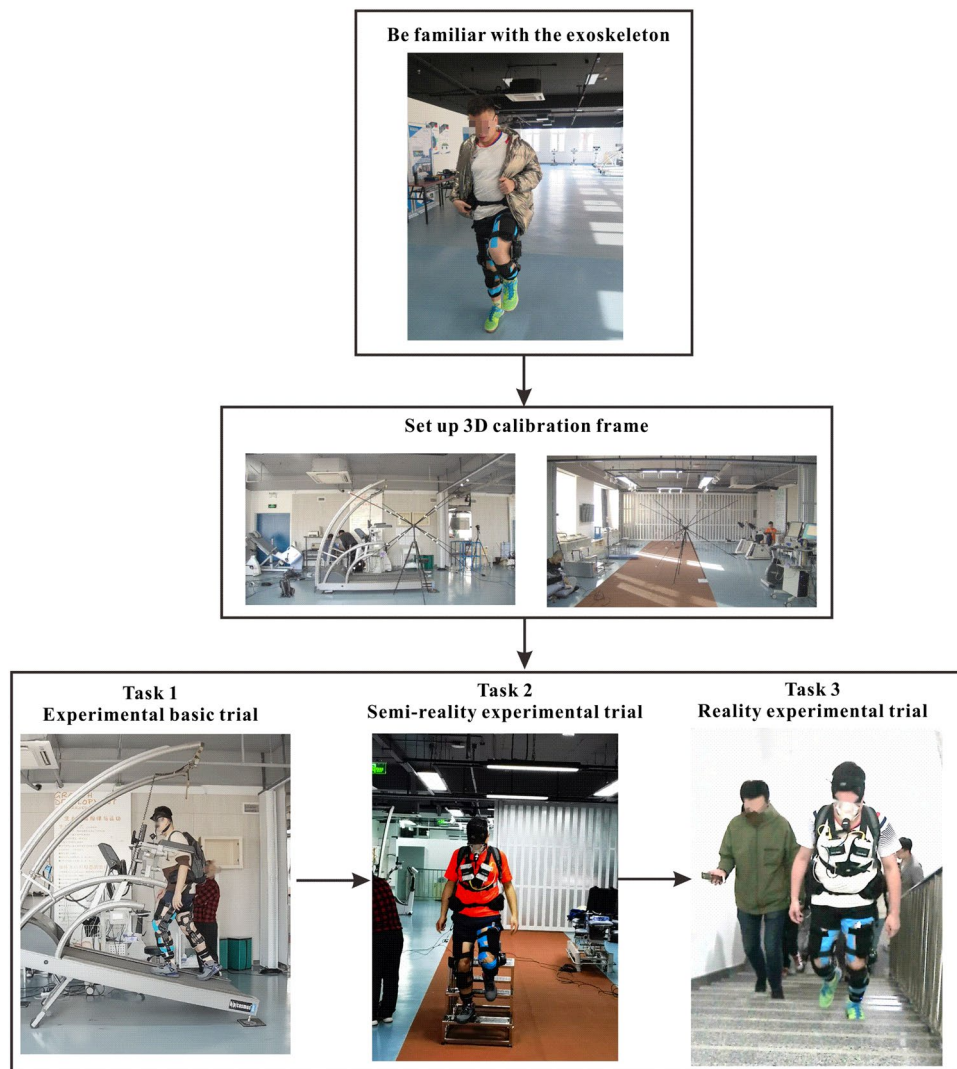 Be familiar with the exoskeleton
Set up 3D calibration frame
Task 1
Experimental basic trial
Task 2
Semi-reality experimental trial
Task 3
Reality experimental trial